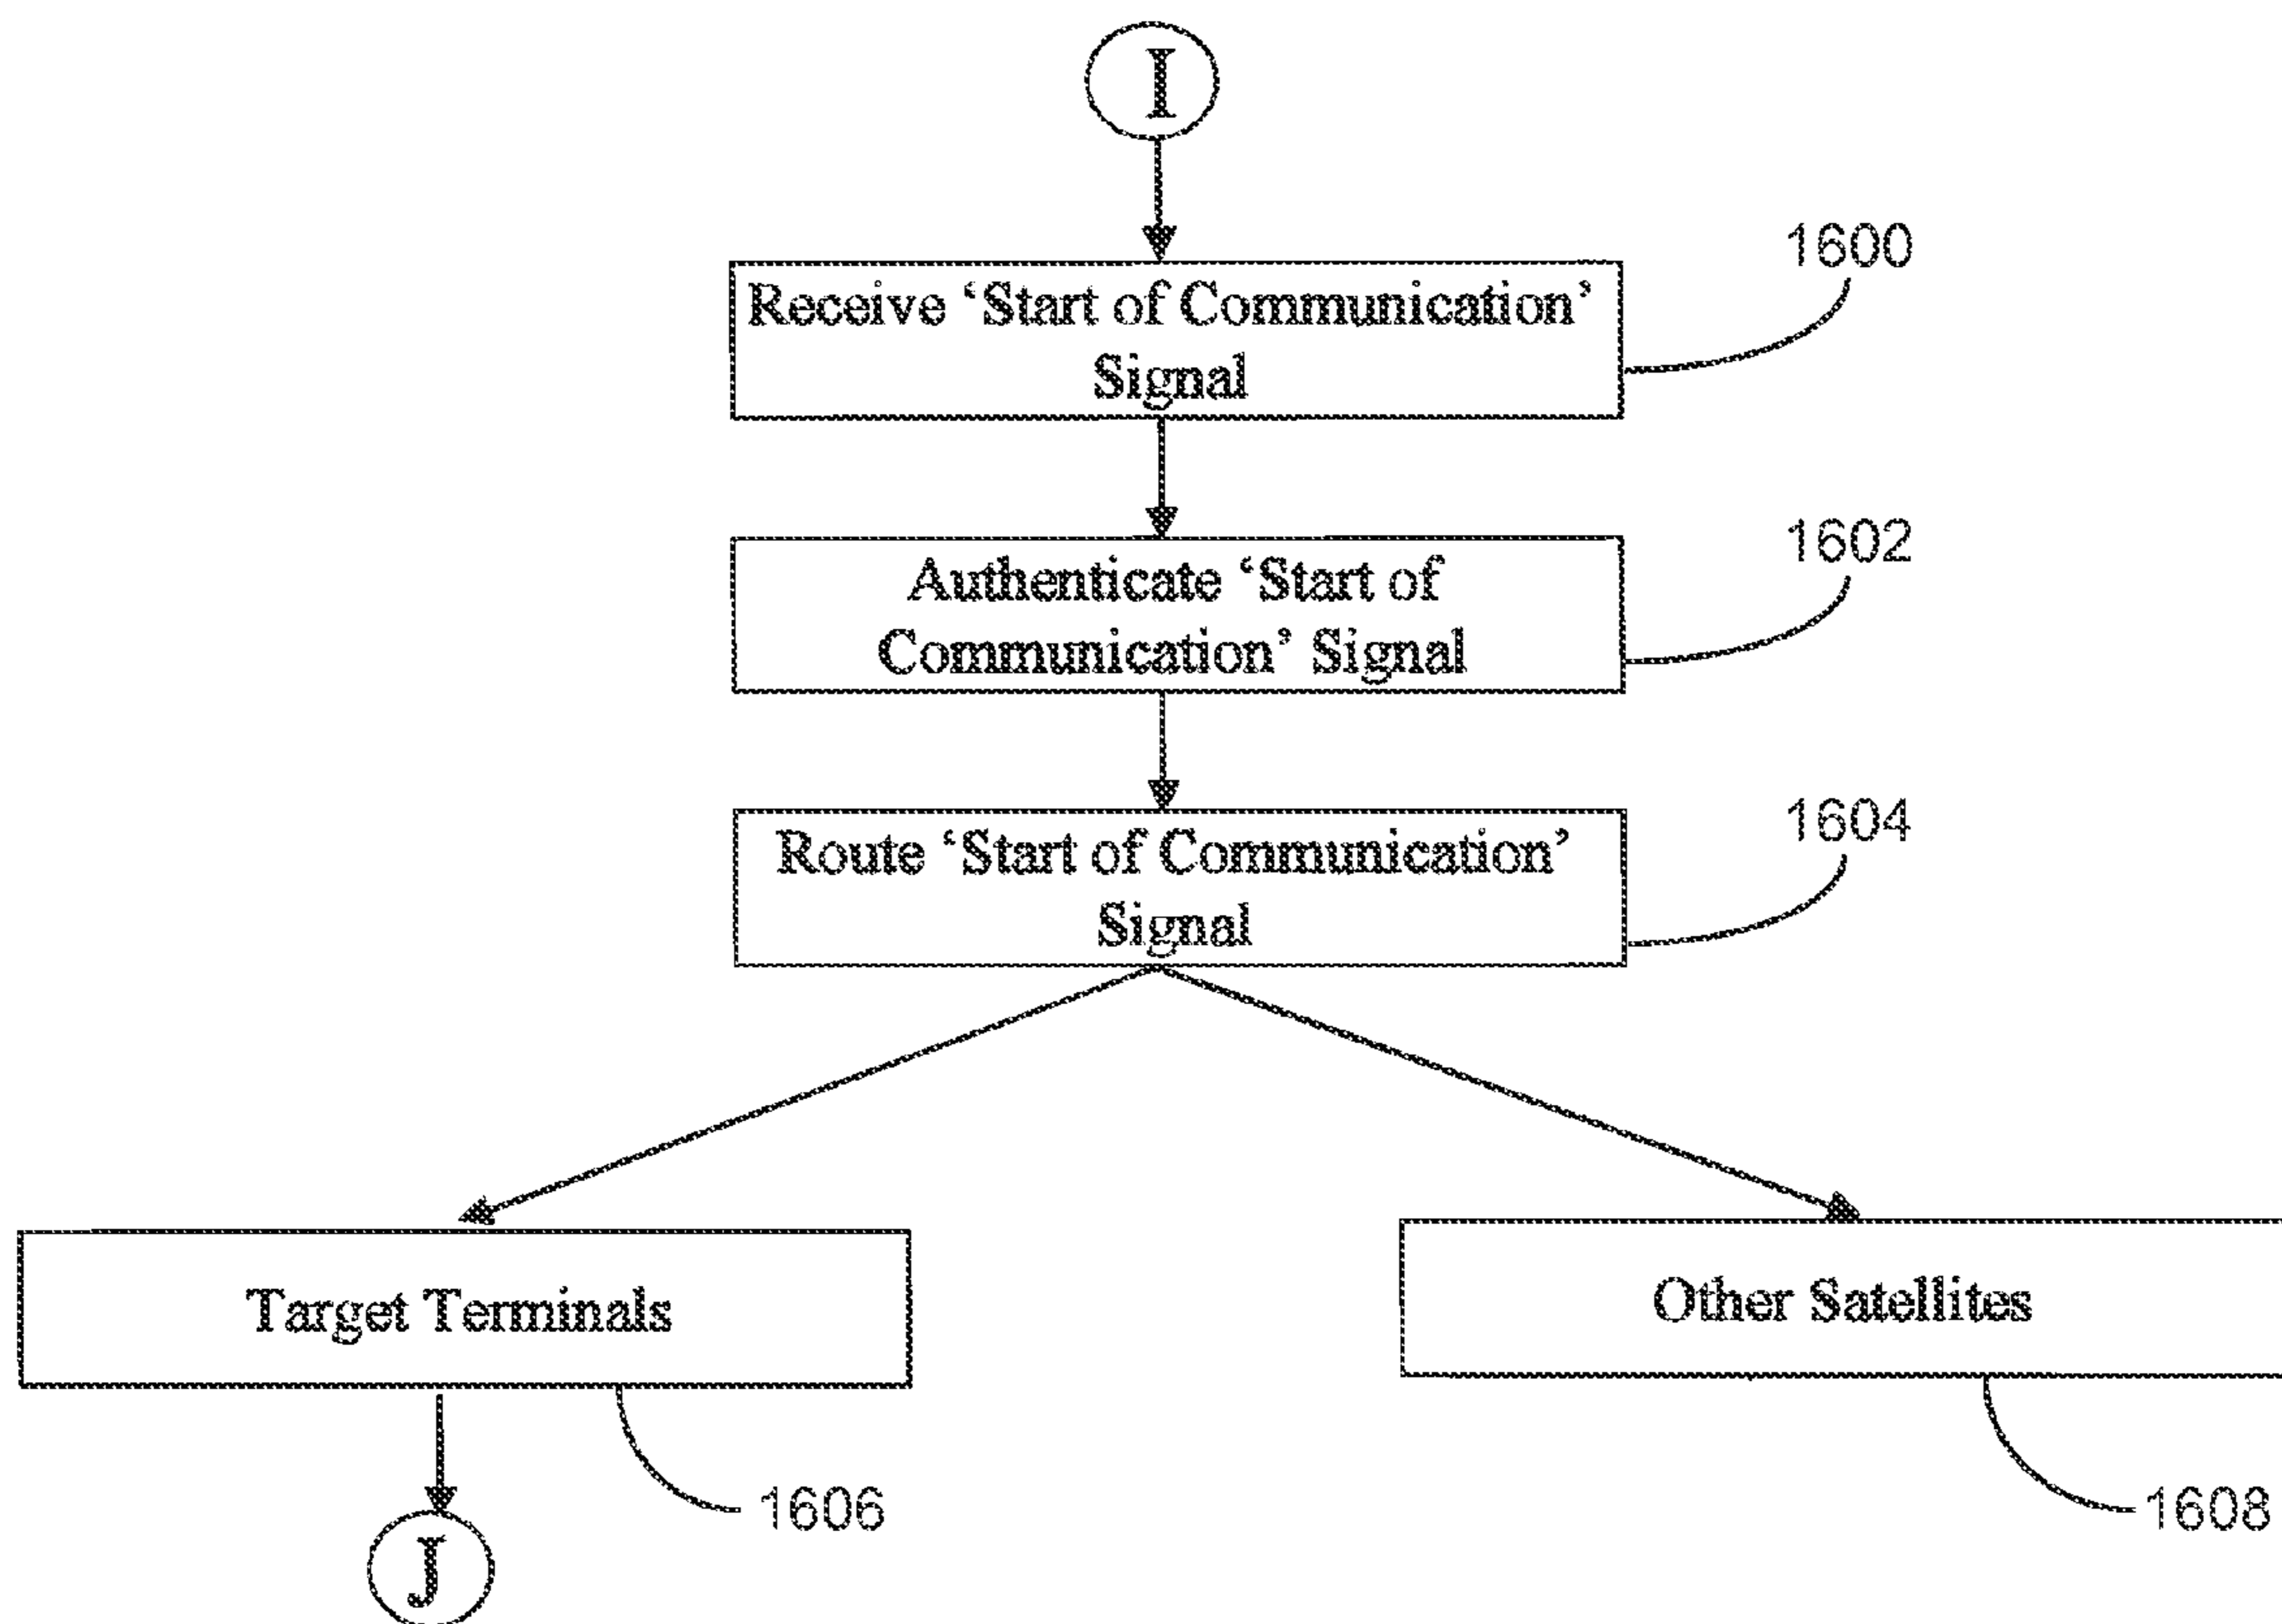 I
1600
Receive ‘Start of Communication’
Signal
1602
Authenticate ‘Start of
Communication’ Signal
1604
Route ‘Start of Communication’
Signal
Target Terminals
Other Satellites
1606
1608
J